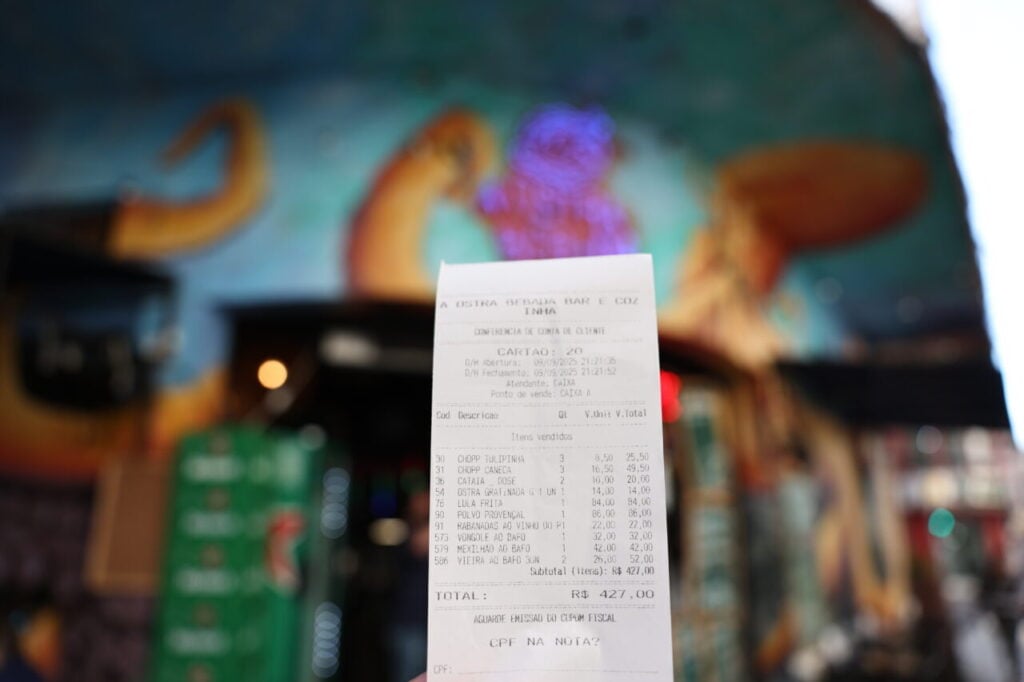 A OSTRA BEBADA BAR E COZ
INHA
CONFERENCIA DE CONTA DE CLIENTE
CARTAO: 20
D/H Abertura: 09/09/2025 21:21:35
D/H Fechamento: 09/09/2025 21:21:52
Atendente: CAIXA
Ponto de venda: CAIXA A
Cod Descricao Qt V.Unit V.Total
Itens vendidos
30 CHOPP TULIPINHA 3 8,50 25,50
31 CHOPP CANECA 3 16,50 49,50
36 CATAIA _ DOSE 2 10,00 20,00
54 OSTRA GRATINADA 1 UN 1 14,00 14,00
76 LULA FRITA 1 84,00 84,00
90 POLVO PROVENÇAL 1 86,00 86,00
91 RABANADAS AO VINHO DO P1 22,00 22,00
573 VONGOLE AO BAFO 1 32,00 32,00
579 MEXILHAO AO BAFO 1 42,00 42,00
586 VIEIRA AO BAFO 2 26,00 52,00
Subtotal (itens): R$ 427,00
TOTAL: R$ 427,00
AGUARDE EMISSAO DO CUPOM FISCAL
CPF NA NOTA?
CPF: